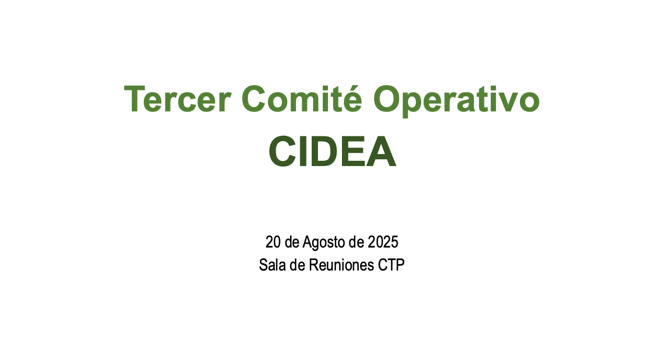 Tercer Comité Operativo
CIDEA
20 de Agosto de 2025
Sala de Reuniones CTP